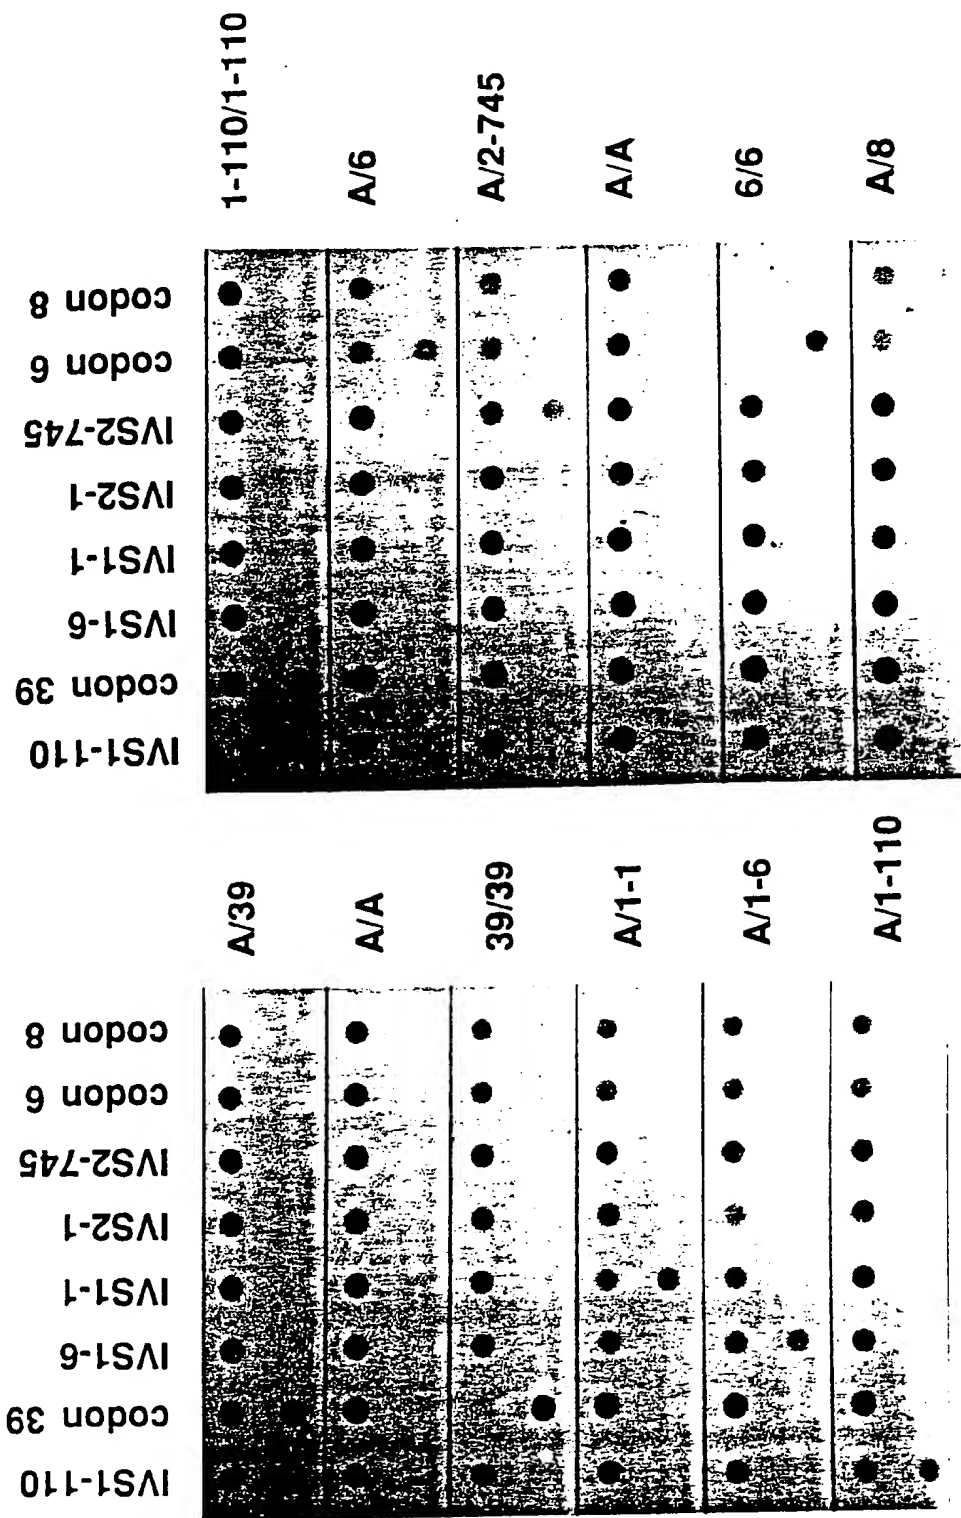 1-110/1-110
A/6
A/2-745
A/A
6/6
A/8
codon 8
codon 6
IVS2-745
IVS2-1
IVS1-1
IVS1-6
codon 39
IVS1-110
A/39
A/A
39/39
A/1-1
A/1-6
A/1-110
codon 8
codon 6
IVS2-745
IVS2-1
IVS1-1
IVS1-6
codon 39
IVS1-110